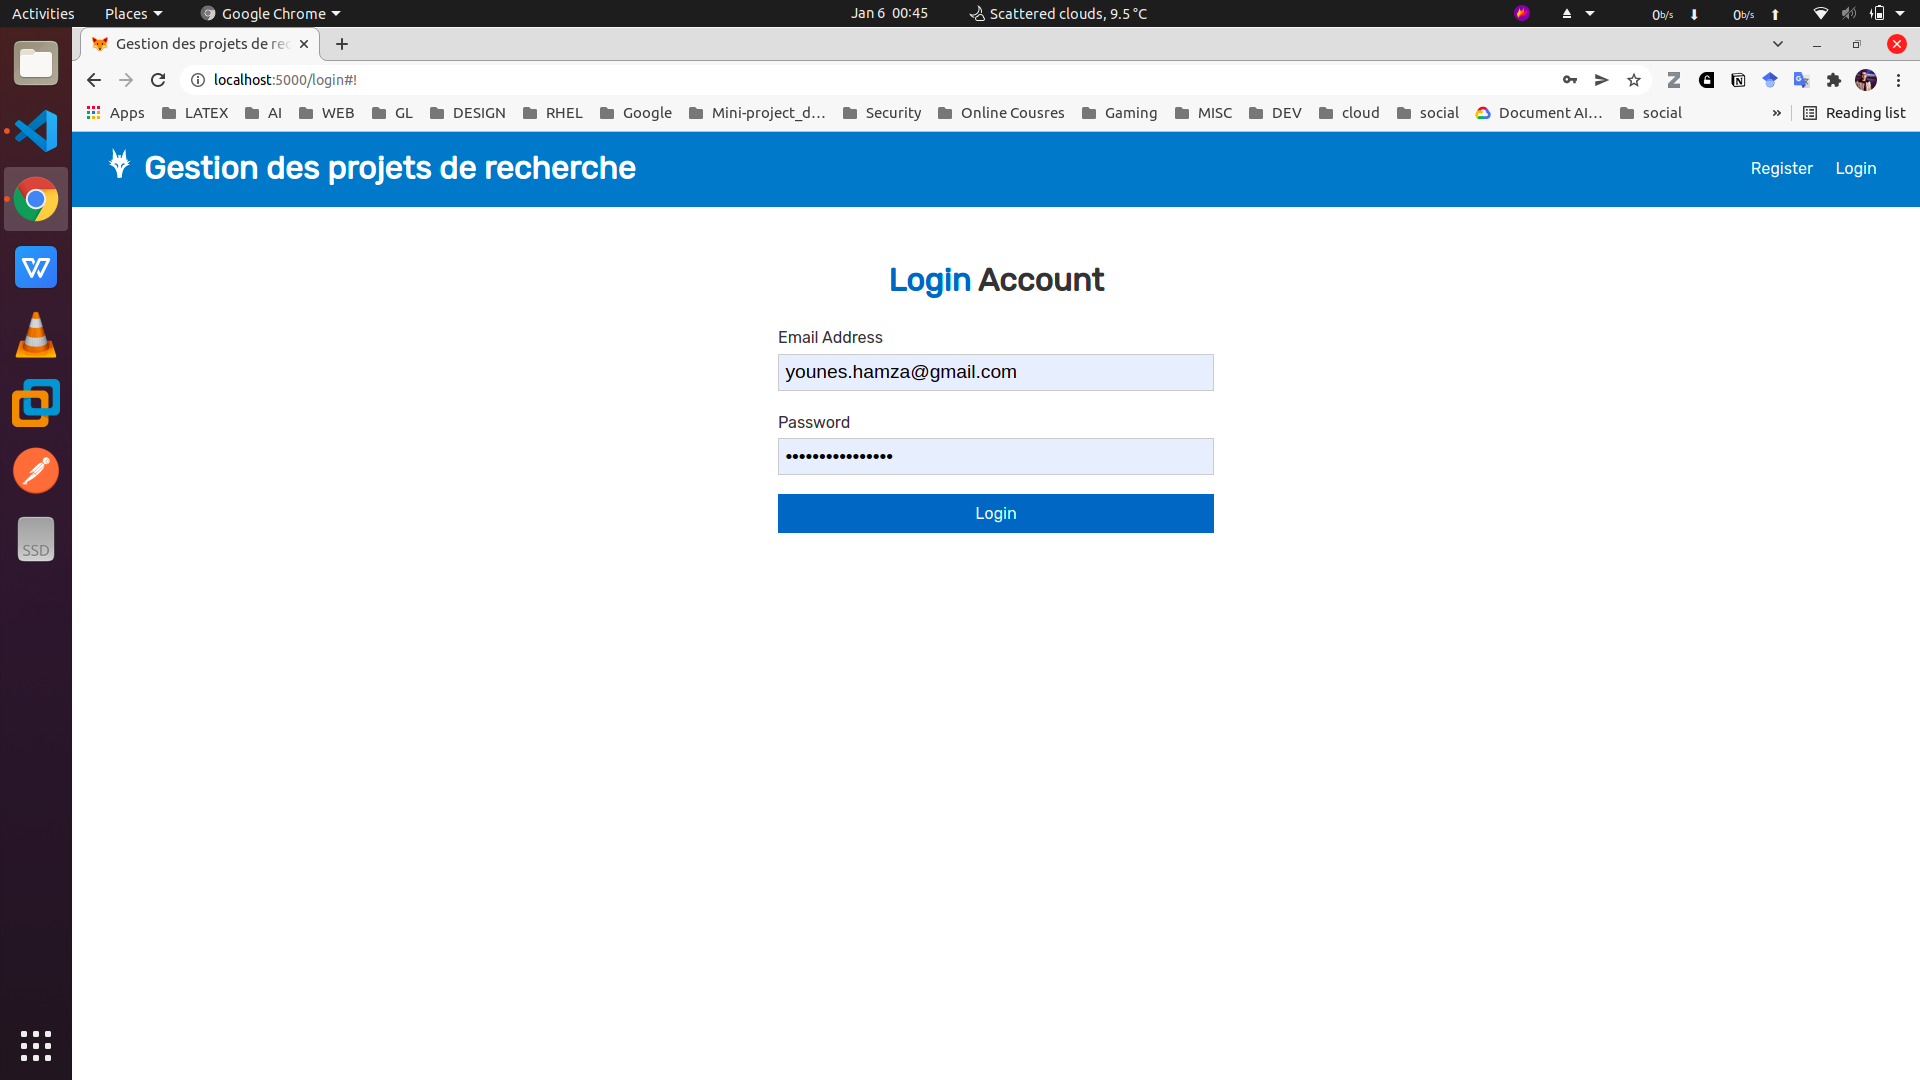 Activities Places Google Chrome Jan 6 00:45 Scattered clouds, 9.5 °C 0b/s 0b/s
Gestion des projets de rec
localhost:5000/login#!
Apps LATEX AI WEB GL DESIGN RHEL Google Mini-project_d… Security Online Cousres Gaming MISC DEV cloud social Document AI… social » Reading list
Gestion des projets de recherche Register Login
Login Account
Email Address
younes.hamza@gmail.com
Password
••••••••••••••••
Login
SSD